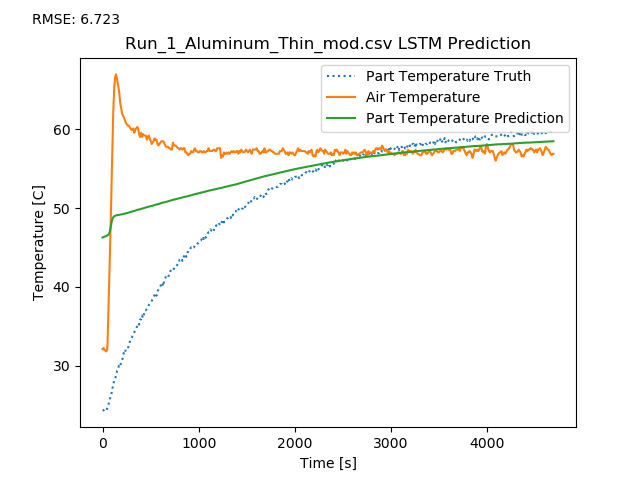 RMSE: 6.723
Run_1_Aluminum_Thin_mod.csv LSTM Prediction
Part Temperature Truth
Air Temperature
Part Temperature Prediction
Temperature [C]
60
50
40
30
0 1000 2000 3000 4000
Time [s]